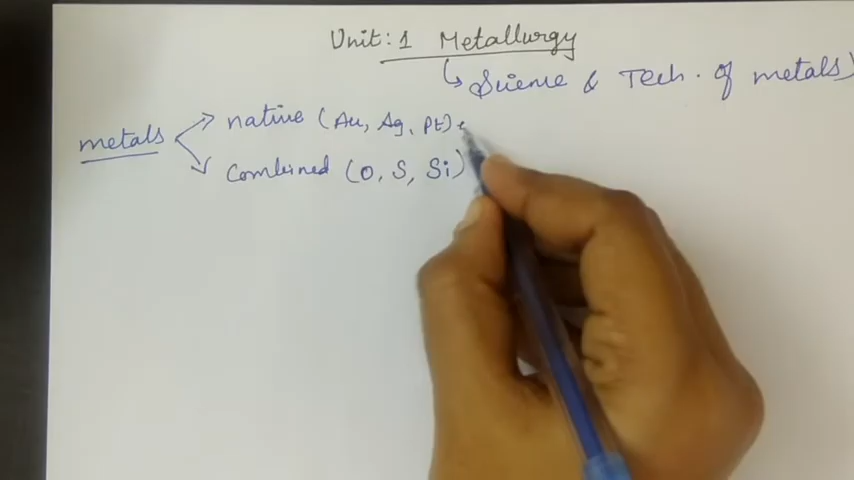 Unit: 1 Metallurgy
↳ Science & Tech. of metals)
metals
native (Au, Ag, Pt)
Combined (O, S, Si)